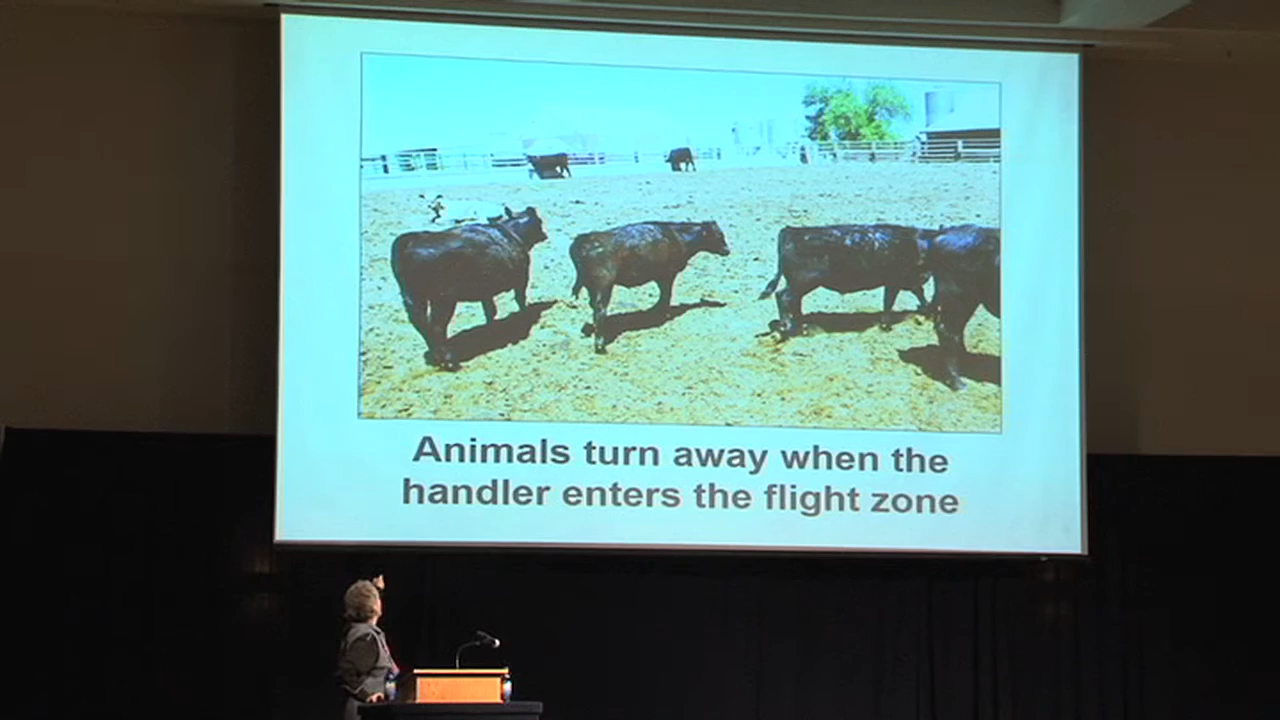 Animals turn away when the
handler enters the flight zone